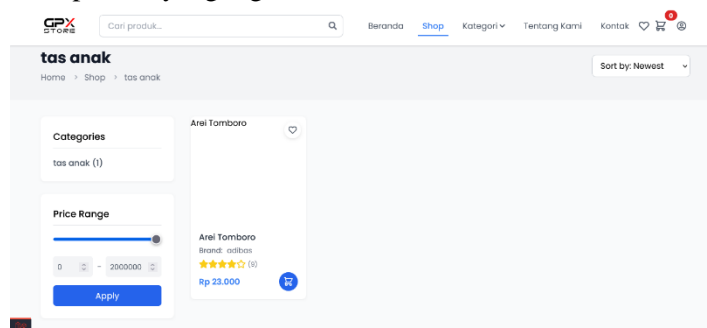 GPX
STORE
Cari produk...
Beranda Shop Kategori Tentang Kami Kontak
0
tas anak
Home > Shop > tas anak
Sort by: Newest
Categories
tas anak (1)
Price Range
0 - 2000000
Apply
Arei Tomboro
Arei Tomboro
Brand: adibas
(9)
Rp 23.000